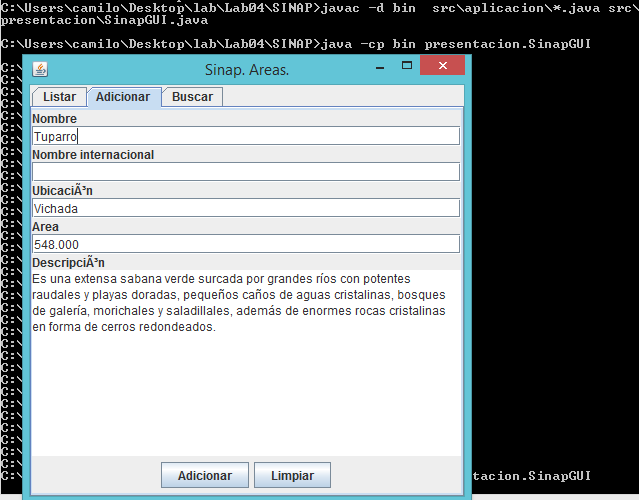 C:\Users\camilo\Desktop\lab\Lab04\SINAP>javac -d bin  src\aplicacion\*.java src\
presentacion\SinapGUI.java
C:\Users\camilo\Desktop\lab\Lab04\SINAP>java -cp bin presentacion.SinapGUI
Sinap. Areas.
Listar Adicionar Buscar
Nombre
Tuparro
Nombre internacional
UbicaciÃ³n
Vichada
Area
548.000
DescripciÃ³n
Es una extensa sabana verde surcada por grandes ríos con potentes
raudales y playas doradas, pequeños caños de aguas cristalinas, bosques
de galería, morichales y saladillales, además de enormes rocas cristalinas
en forma de cerros redondeados.
Adicionar Limpiar
tacion.SinapGUI